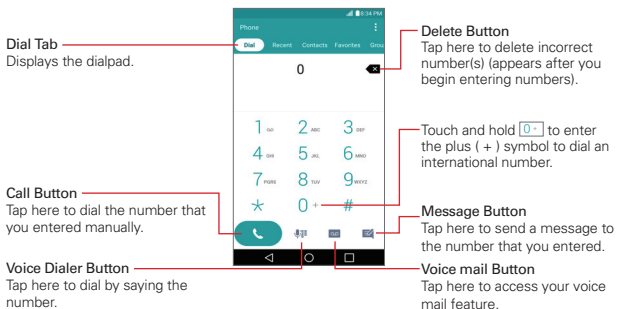 Dial Tab
Displays the dialpad.
Call Button
Tap here to dial the number that
you entered manually.
Voice Dialer Button
Tap here to dial by saying the
number.
8:34 PM
Phone
Dial Recent Contacts Favorites Grou
0
1 2 ABC 3 DEF
4 GHI 5 JKL 6 MNO
7 PQRS 8 TUV 9 WXYZ
* 0 + #
Delete Button
Tap here to delete incorrect
number(s) (appears after you
begin entering numbers).
Touch and hold 0 + to enter
the plus ( + ) symbol to dial an
international number.
Message Button
Tap here to send a message to
the number that you entered.
Voice mail Button
Tap here to access your voice
mail feature.